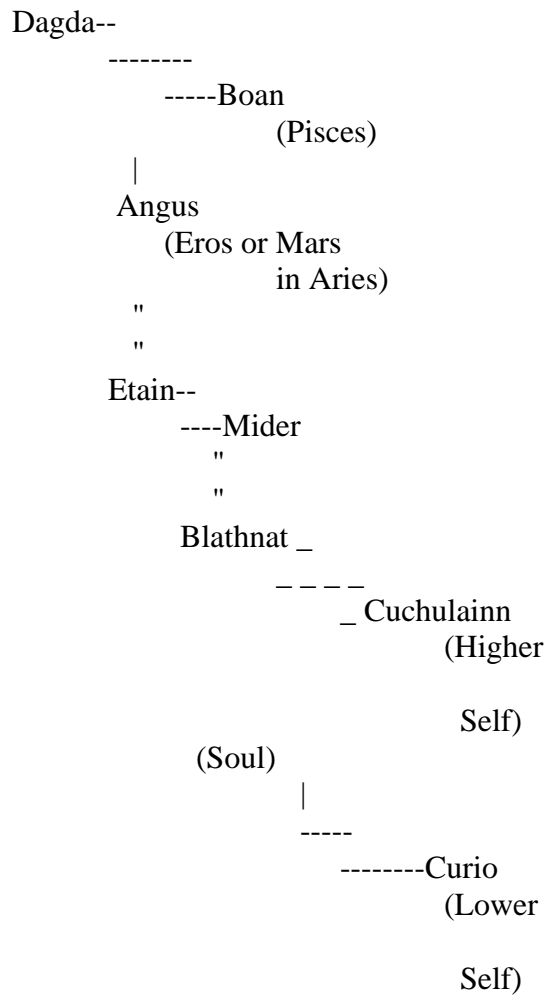 Dagda--
--------
-----Boan
(Pisces)
|
Angus
(Eros or Mars
in Aries)
"
"
Etain--
----Mider
"
"
Blathnat _
_ _ _ _
_ Cuchulainn
(Higher
Self)
(Soul)
|
-----
--------Curio
(Lower
Self)